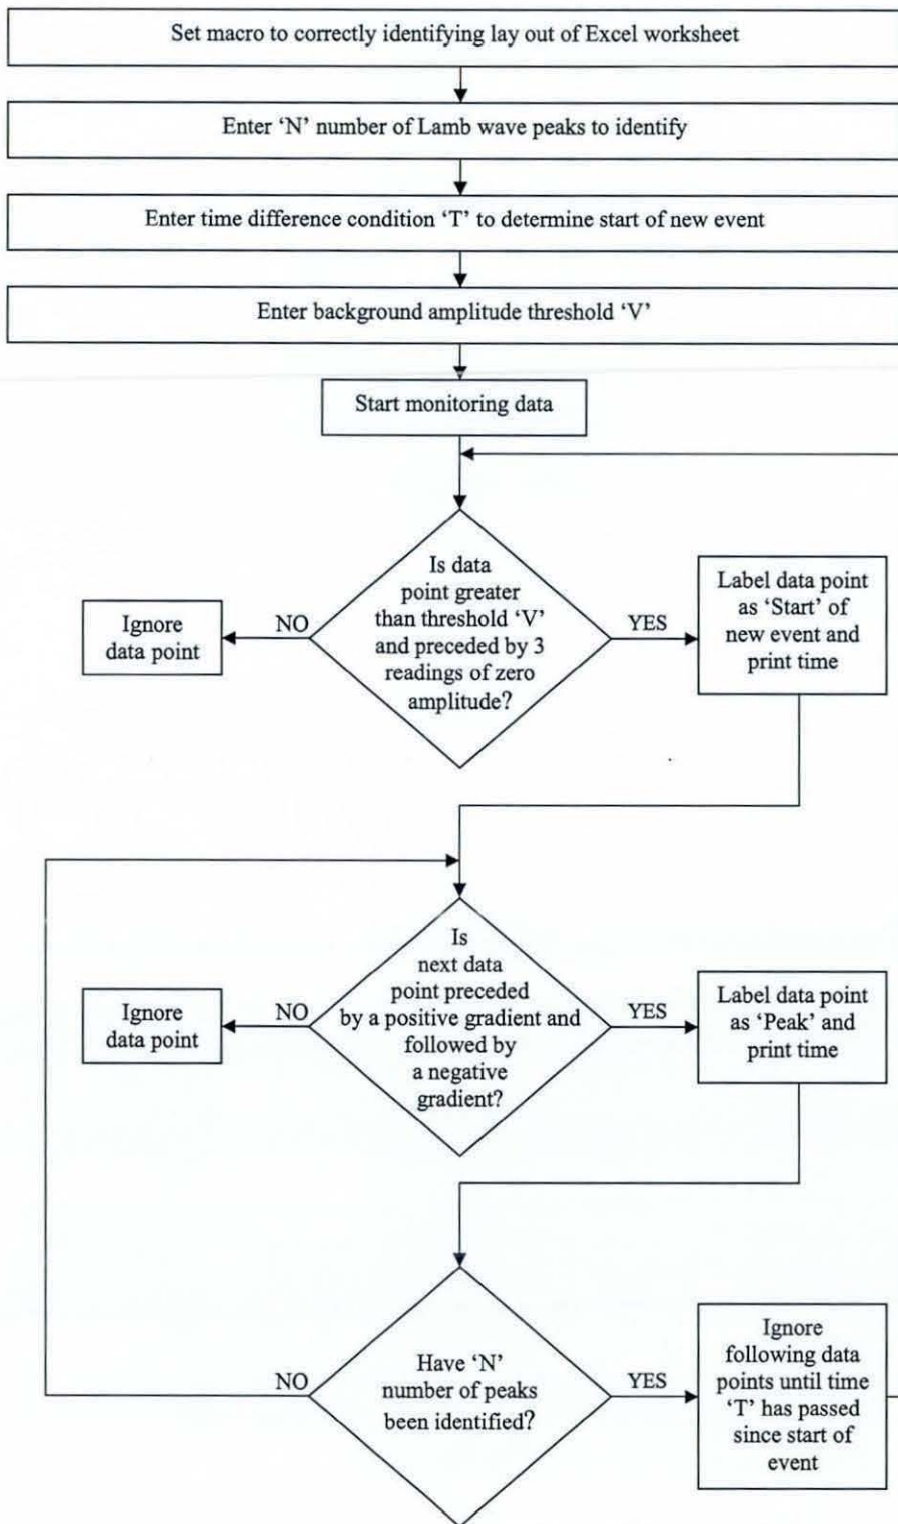 Set macro to correctly identifying lay out of Excel worksheet
Enter ‘N’ number of Lamb wave peaks to identify
Enter time difference condition ‘T’ to determine start of new event
Enter background amplitude threshold ‘V’
Start monitoring data
Is data
point greater
than threshold ‘V’
and preceded by 3
readings of zero
amplitude?
NO
Ignore
data point
YES
Label data point
as ‘Start’ of
new event and
print time
Is
next data
point preceded
by a positive gradient and
followed by
a negative
gradient?
NO
Ignore
data point
YES
Label data point
as ‘Peak’ and
print time
Have ‘N’
number of peaks
been identified?
NO
YES
Ignore
following data
points until time
‘T’ has passed
since start of
event